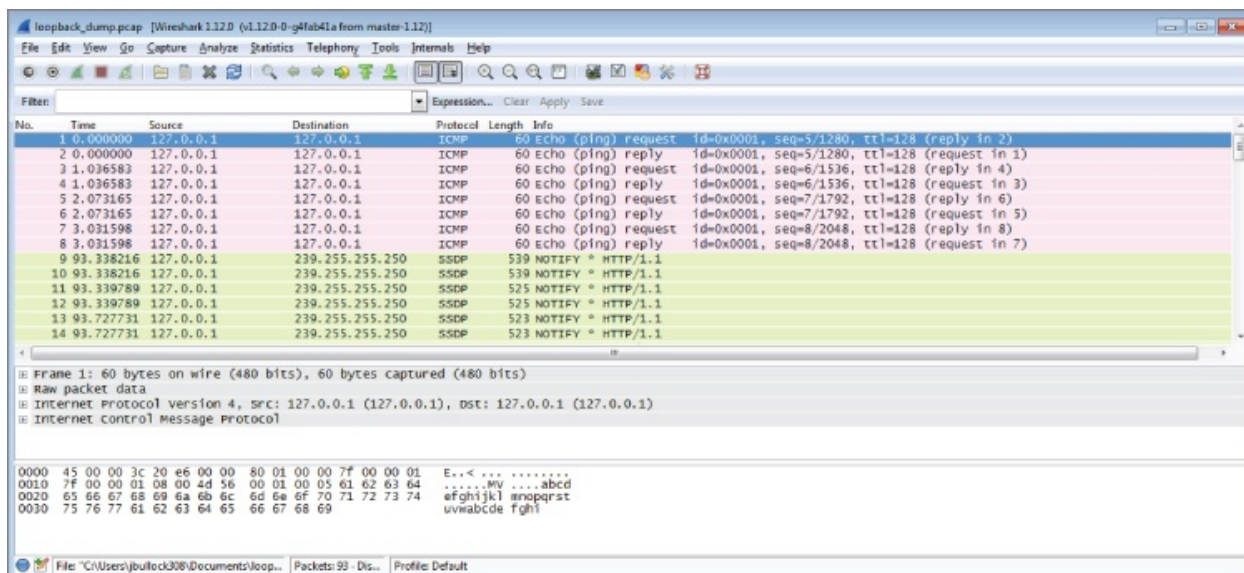 loopback_dump.pcap [Wireshark 1.12.0 (v1.12.0-0-g4fab41a from master-1.12)]
File Edit View Go Capture Analyze Statistics Telephony Tools Internals Help
Filter: Expression... Clear Apply Save
No. Time Source Destination Protocol Length Info
1 0.000000 127.0.0.1 127.0.0.1 ICMP 60 Echo (ping) request id=0x0001, seq=5/1280, ttl=128 (reply in 2)
2 0.000000 127.0.0.1 127.0.0.1 ICMP 60 Echo (ping) reply id=0x0001, seq=5/1280, ttl=128 (request in 1)
3 1.036583 127.0.0.1 127.0.0.1 ICMP 60 Echo (ping) request id=0x0001, seq=6/1536, ttl=128 (reply in 4)
4 1.036583 127.0.0.1 127.0.0.1 ICMP 60 Echo (ping) reply id=0x0001, seq=6/1536, ttl=128 (request in 3)
5 2.073165 127.0.0.1 127.0.0.1 ICMP 60 Echo (ping) request id=0x0001, seq=7/1792, ttl=128 (reply in 6)
6 2.073165 127.0.0.1 127.0.0.1 ICMP 60 Echo (ping) reply id=0x0001, seq=7/1792, ttl=128 (request in 5)
7 3.031598 127.0.0.1 127.0.0.1 ICMP 60 Echo (ping) request id=0x0001, seq=8/2048, ttl=128 (reply in 8)
8 3.031598 127.0.0.1 127.0.0.1 ICMP 60 Echo (ping) reply id=0x0001, seq=8/2048, ttl=128 (request in 7)
9 93.338216 127.0.0.1 239.255.255.250 SSDP 539 NOTIFY * HTTP/1.1
10 93.338216 127.0.0.1 239.255.255.250 SSDP 539 NOTIFY * HTTP/1.1
11 93.339789 127.0.0.1 239.255.255.250 SSDP 525 NOTIFY * HTTP/1.1
12 93.339789 127.0.0.1 239.255.255.250 SSDP 525 NOTIFY * HTTP/1.1
13 93.727731 127.0.0.1 239.255.255.250 SSDP 523 NOTIFY * HTTP/1.1
14 93.727731 127.0.0.1 239.255.255.250 SSDP 523 NOTIFY * HTTP/1.1
Frame 1: 60 bytes on wire (480 bits), 60 bytes captured (480 bits)
Raw packet data
Internet Protocol Version 4, Src: 127.0.0.1 (127.0.0.1), Dst: 127.0.0.1 (127.0.0.1)
Internet Control Message Protocol
0000 45 00 00 3c 20 e6 00 00 80 01 00 00 7f 00 00 01 E..< ... ........
0010 7f 00 00 01 08 00 4d 56 00 01 00 05 61 62 63 64 ......MV ....abcd
0020 65 66 67 68 69 6a 6b 6c 6d 6e 6f 70 71 72 73 74 efghijkl mnopqrst
0030 75 76 77 61 62 63 64 65 66 67 68 69 uvwabcde fghi
File: "C:\Users\jbullock308\Documents\loop... Packets: 93 - Dis... Profile: Default